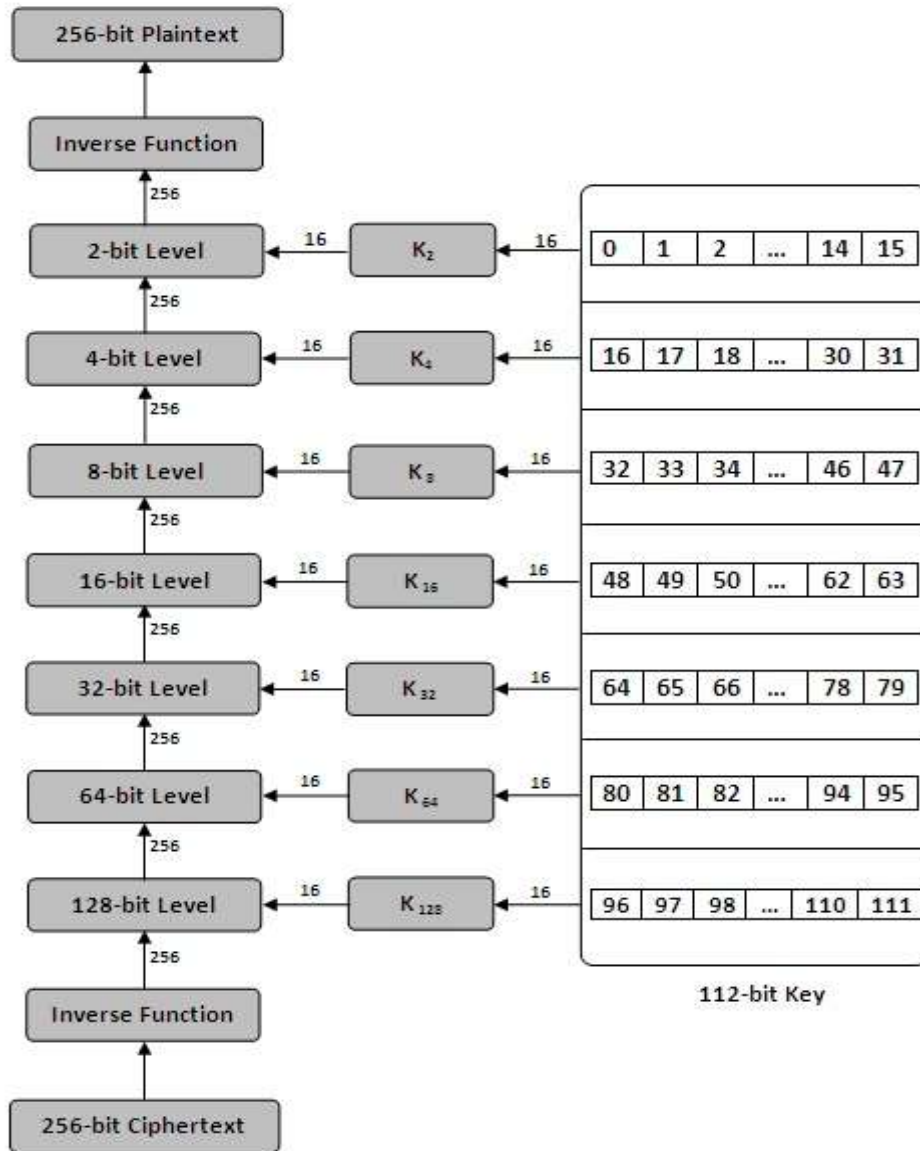 256-bit Plaintext
Inverse Function
256
2-bit Level
16
K2
16
0 1 2 ... 14 15
256
4-bit Level
16
K4
16
16 17 18 ... 30 31
256
8-bit Level
16
K8
16
32 33 34 ... 46 47
256
16-bit Level
16
K16
16
48 49 50 ... 62 63
256
32-bit Level
16
K32
16
64 65 66 ... 78 79
256
64-bit Level
16
K64
16
80 81 82 ... 94 95
256
128-bit Level
16
K128
16
96 97 98 ... 110 111
256
112-bit Key
Inverse Function
256-bit Ciphertext